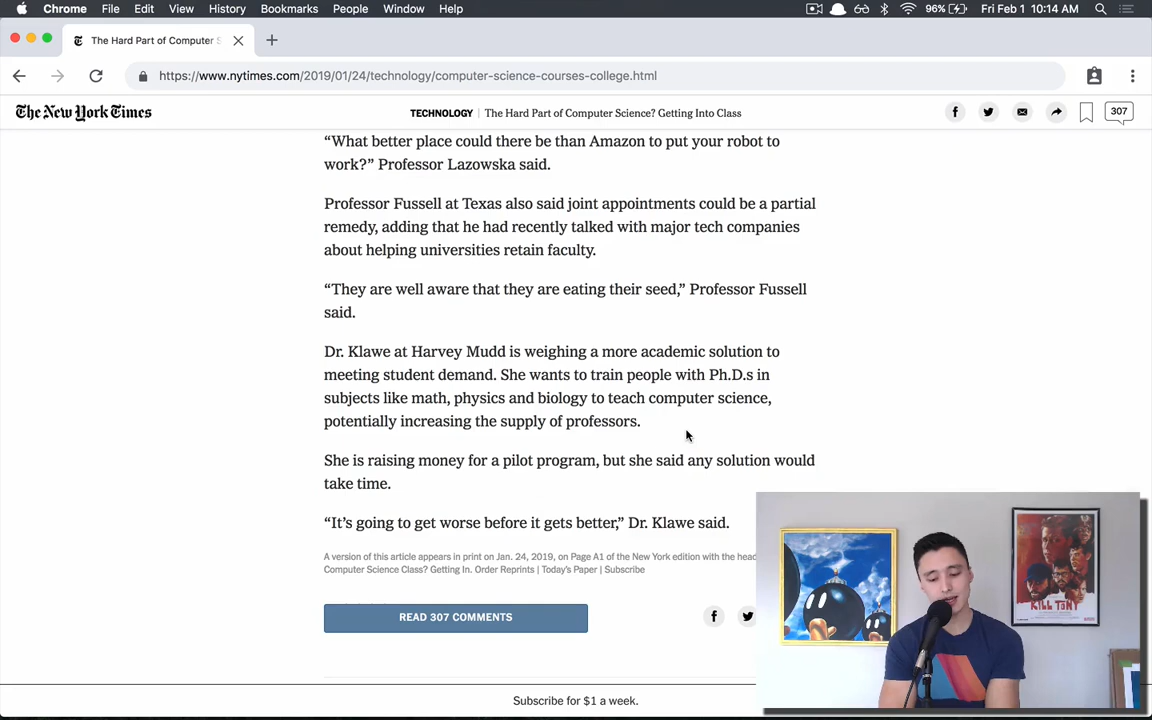 Chrome File Edit View History Bookmarks People Window Help 96% Fri Feb 1 10:14 AM
The Hard Part of Computer S
https://www.nytimes.com/2019/01/24/technology/computer-science-courses-college.html
The New York Times TECHNOLOGY | The Hard Part of Computer Science? Getting Into Class 307
“What better place could there be than Amazon to put your robot to
work?” Professor Lazowska said.
Professor Fussell at Texas also said joint appointments could be a partial
remedy, adding that he had recently talked with major tech companies
about helping universities retain faculty.
“They are well aware that they are eating their seed,” Professor Fussell
said.
Dr. Klawe at Harvey Mudd is weighing a more academic solution to
meeting student demand. She wants to train people with Ph.D.s in
subjects like math, physics and biology to teach computer science,
potentially increasing the supply of professors.
She is raising money for a pilot program, but she said any solution would
take time.
“It’s going to get worse before it gets better,” Dr. Klawe said.
A version of this article appears in print on Jan. 24, 2019, on Page A1 of the New York edition with the head
Computer Science Class? Getting In. Order Reprints | Today’s Paper | Subscribe
READ 307 COMMENTS
KILL TONY
Subscribe for $1 a week.